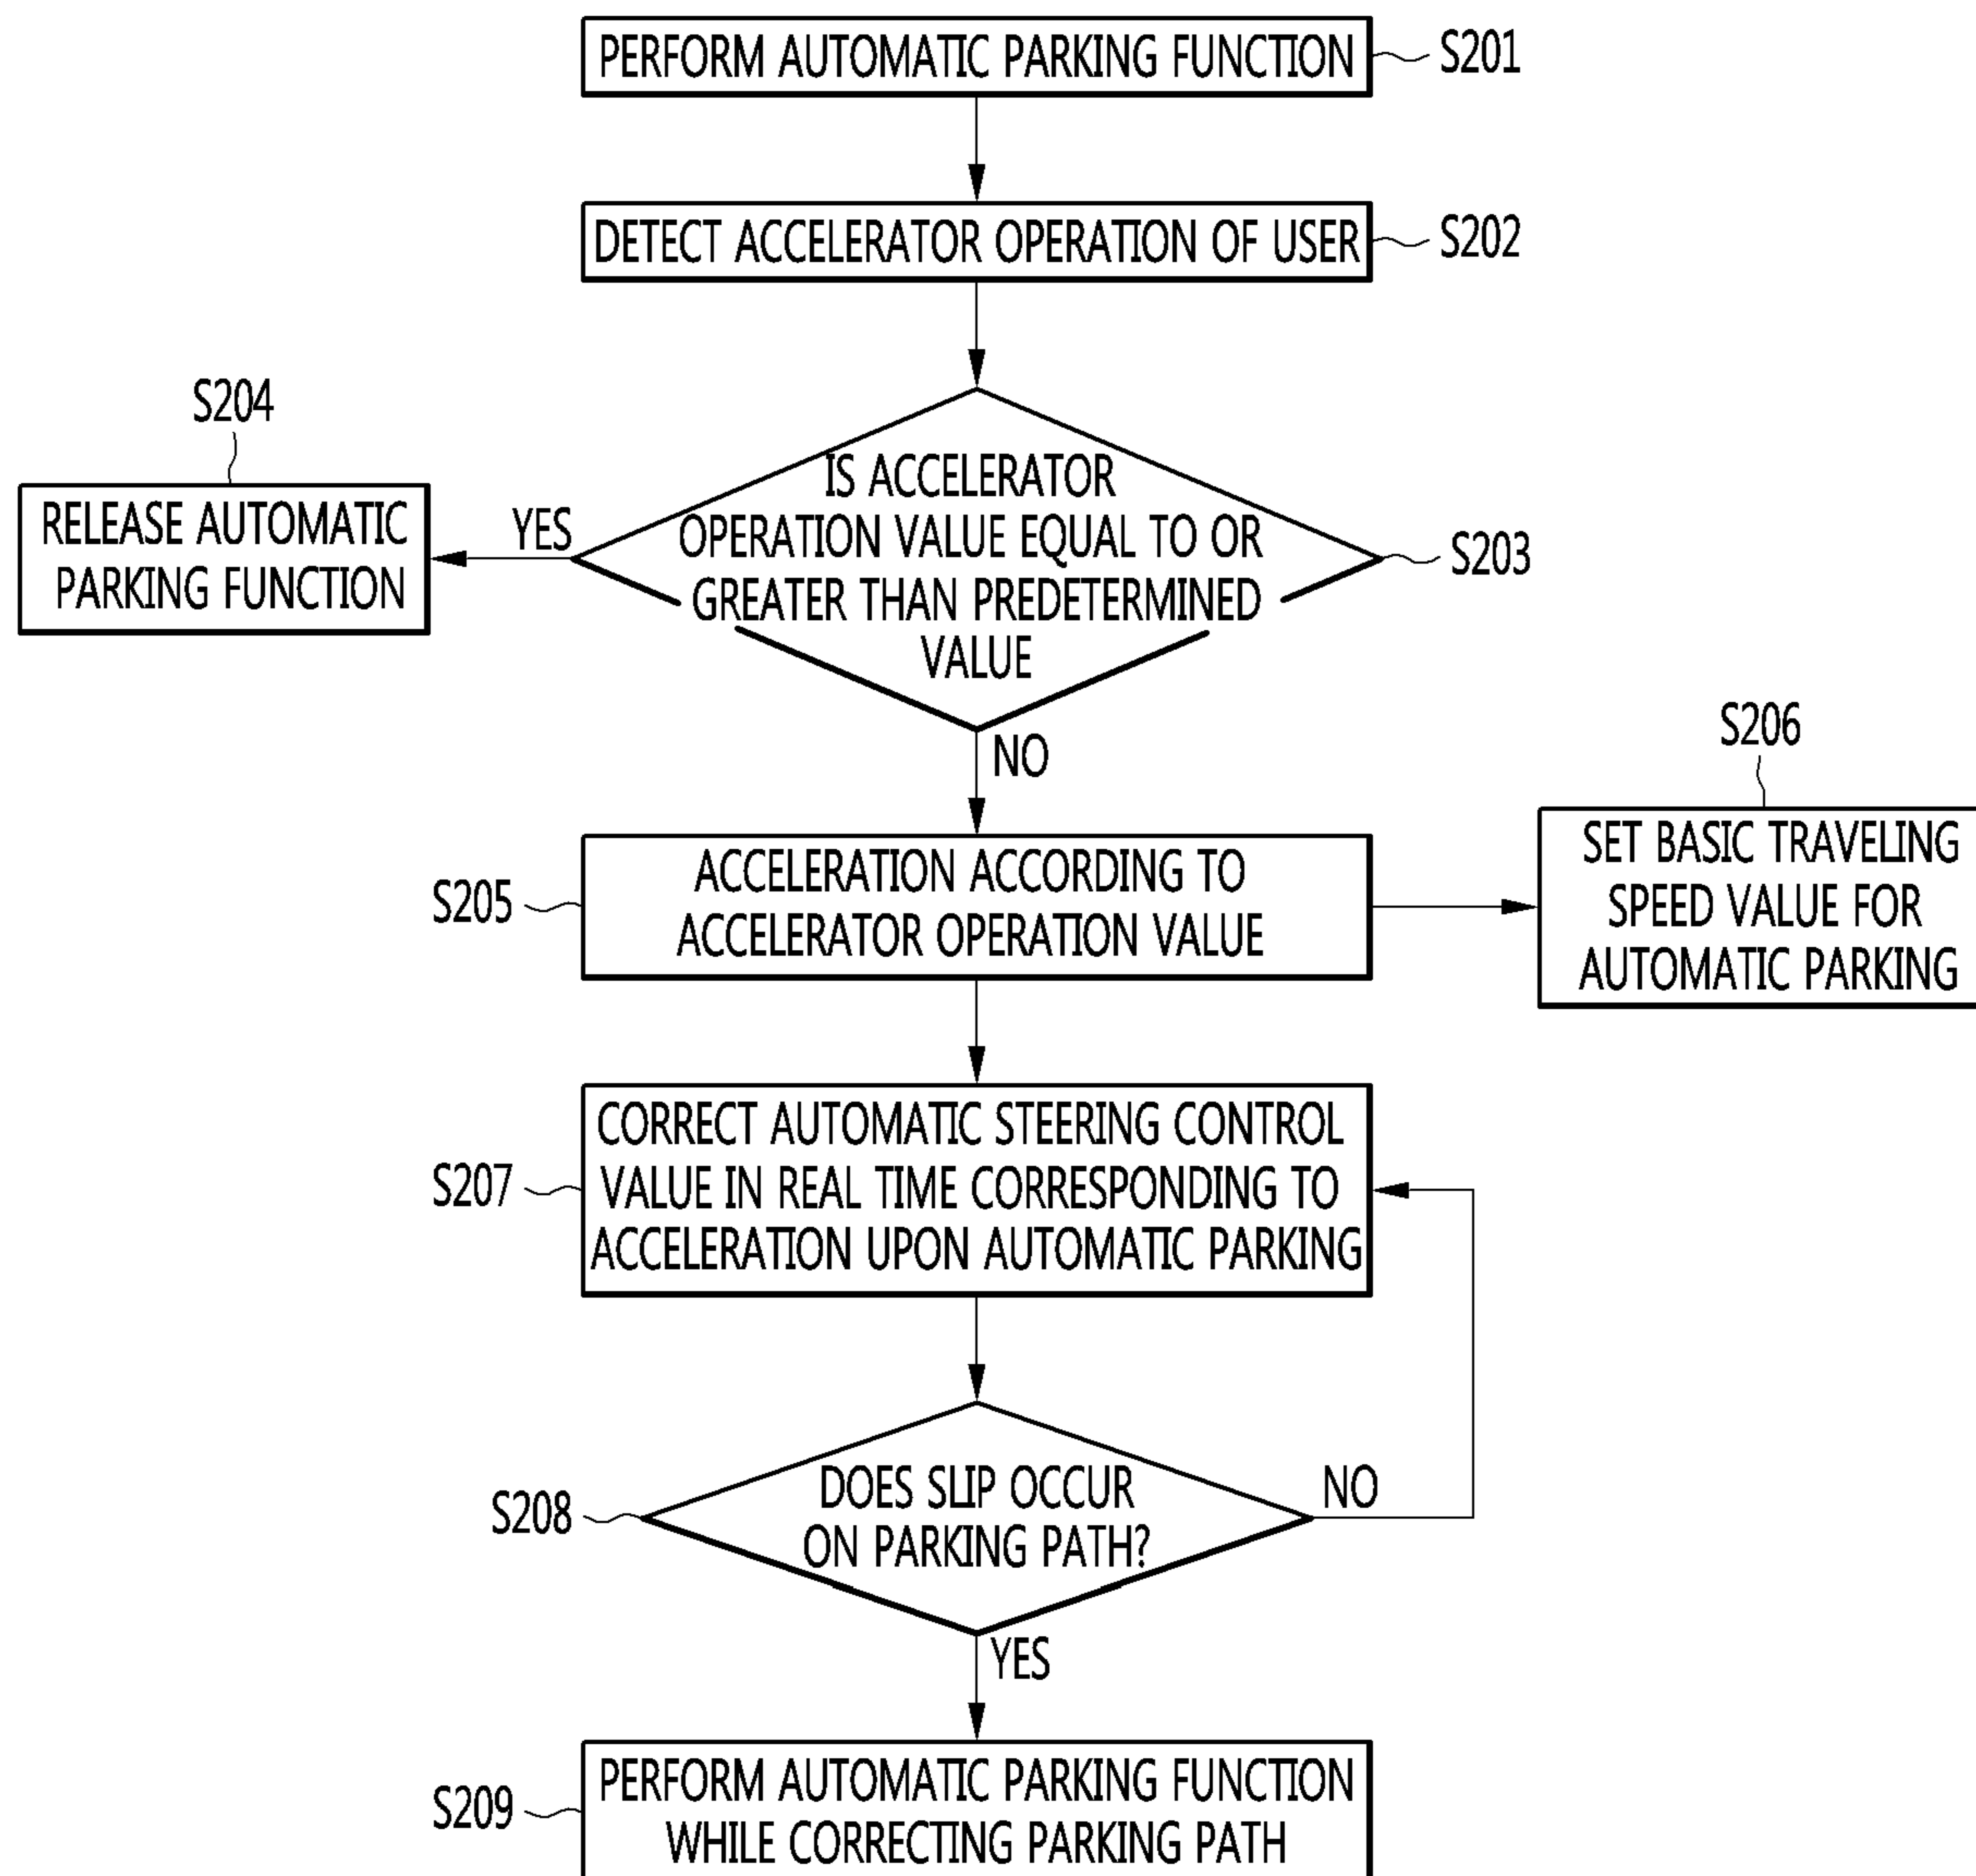 PERFORM AUTOMATIC PARKING FUNCTION
S201
DETECT ACCELERATOR OPERATION OF USER
S202
S204
RELEASE AUTOMATIC
PARKING FUNCTION
YES
IS ACCELERATOR
OPERATION VALUE EQUAL TO OR
GREATER THAN PREDETERMINED
VALUE
S203
NO
S206
SET BASIC TRAVELING
SPEED VALUE FOR
AUTOMATIC PARKING
S205
ACCELERATION ACCORDING TO
ACCELERATOR OPERATION VALUE
S207
CORRECT AUTOMATIC STEERING CONTROL
VALUE IN REAL TIME CORRESPONDING TO
ACCELERATION UPON AUTOMATIC PARKING
S208
DOES SLIP OCCUR
ON PARKING PATH?
NO
YES
S209
PERFORM AUTOMATIC PARKING FUNCTION
WHILE CORRECTING PARKING PATH